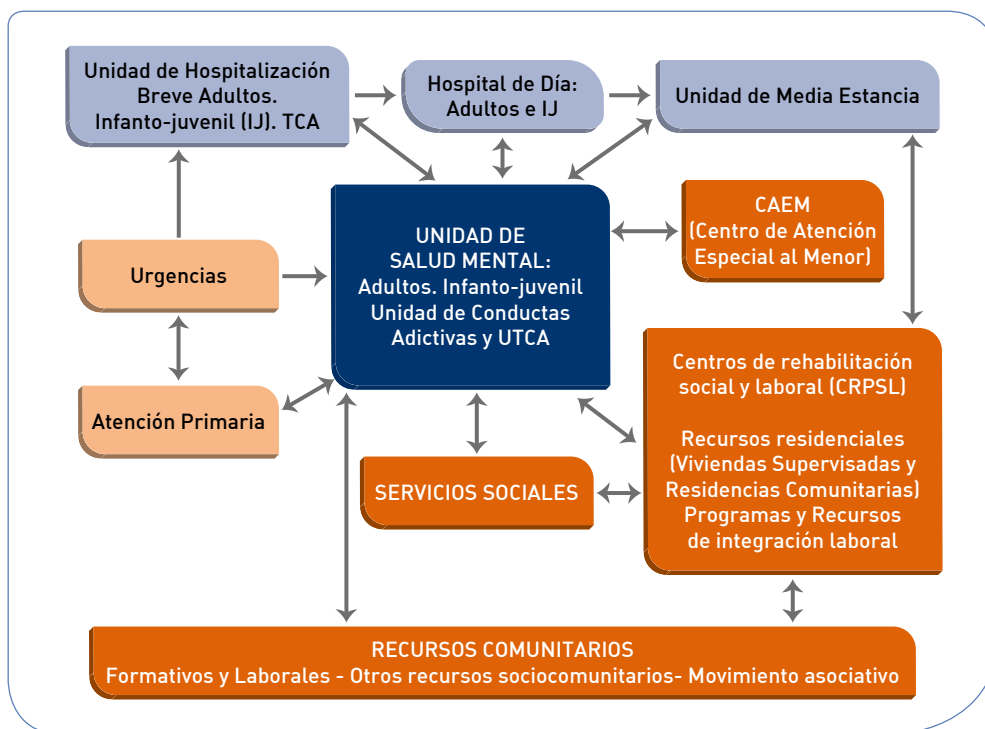 Unidad de Hospitalización
Breve Adultos.
Infanto-juvenil (IJ). TCA
Hospital de Día:
Adultos e IJ
Unidad de Media Estancia
UNIDAD DE
SALUD MENTAL:
Adultos. Infanto-juvenil
Unidad de Conductas
Adictivas y UTCA
CAEM
(Centro de Atención
Especial al Menor)
Urgencias
Atención Primaria
Centros de rehabilitación
social y laboral (CRPSL)
Recursos residenciales
(Viviendas Supervisadas y
Residencias Comunitarias)
Programas y Recursos
de integración laboral
SERVICIOS SOCIALES
RECURSOS COMUNITARIOS
Formativos y Laborales - Otros recursos sociocomunitarios- Movimiento asociativo